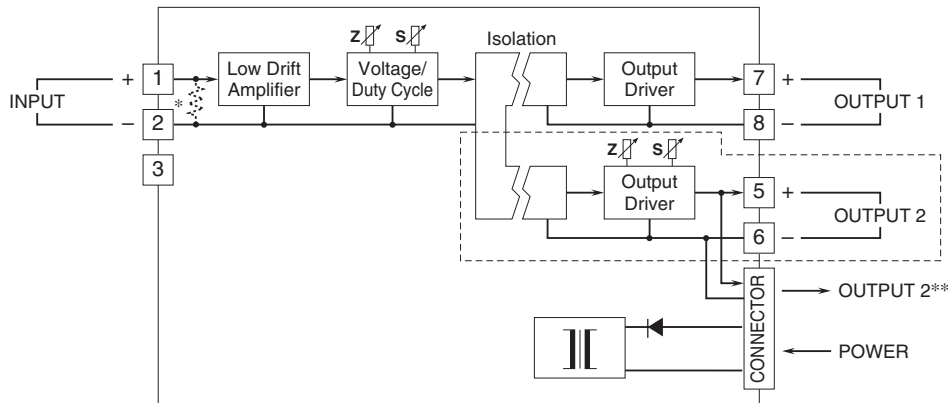 Z S
Isolation
+ 1
Low Drift
Amplifier
Voltage/
Duty Cycle
Output
Driver
7 +
INPUT
*
OUTPUT 1
– 2
8 –
3
Z S
Output
Driver
5 +
OUTPUT 2
6 –
CONNECTOR
OUTPUT 2**
POWER